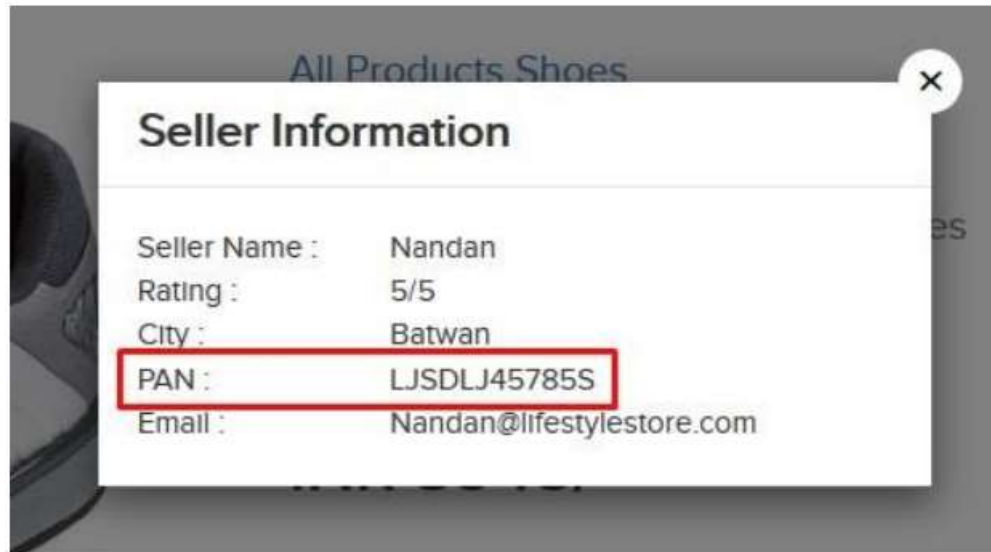 All Products Shoes
Seller Information
es
Seller Name : Nandan
Rating : 5/5
City : Batwan
PAN : LJSDLJ45785S
Email : Nandan@lifestylestore.com